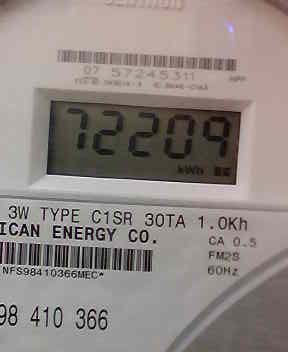 CENTRON
07 57245311
72209
kWh
3W TYPE C1SR 30TA 1.0Kh
ICAN ENERGY CO.
CA 0.5
FM2S
60Hz
NFS98410366MEC*
98 410 366